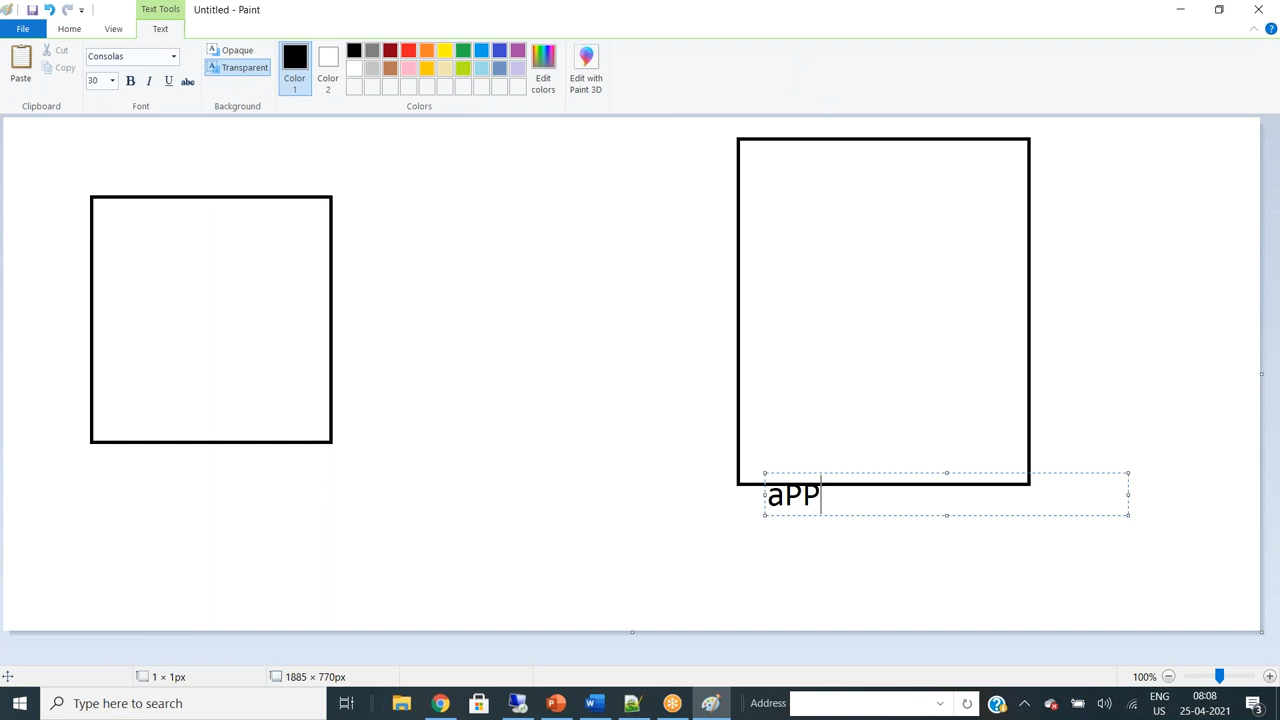 Text Tools
Untitled - Paint
File
Home
View
Text
Paste
Cut
Copy
Clipboard
Consolas
30
B I U abc
Font
Opaque
Transparent
Background
Color 1
Color 2
Edit colors
Colors
Edit with Paint 3D
aPP
1 × 1px
1885 × 770px
100%
Type here to search
Address
ENG
US
08:08
25-04-2021
3